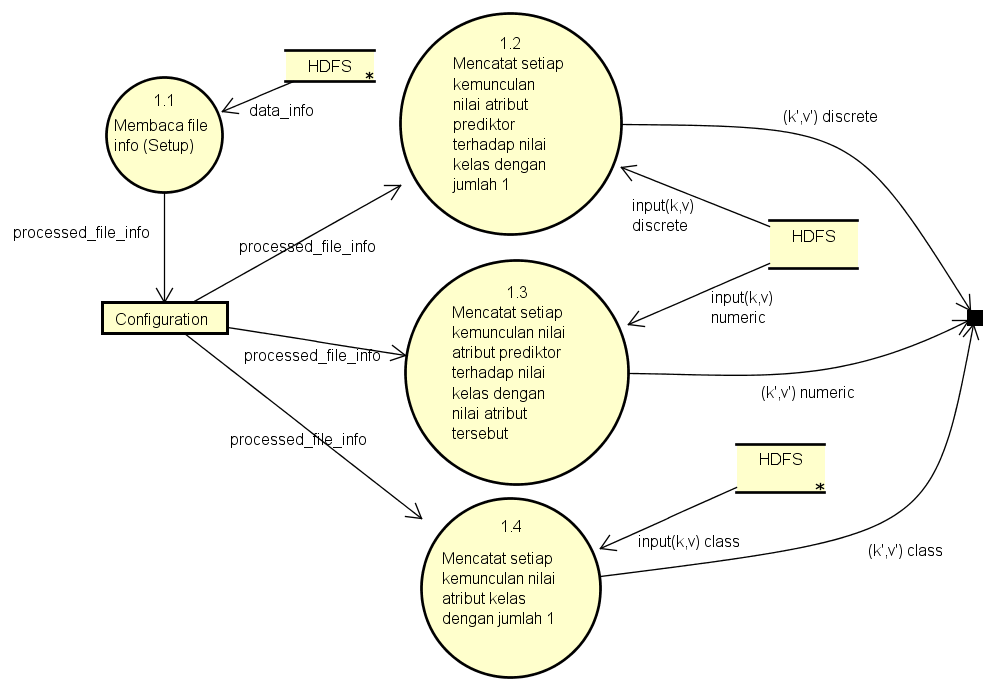 HDFS
*
data_info
1.1
Membaca file
info (Setup)
processed_file_info
Configuration
processed_file_info
processed_file_info
processed_file_info
1.2
Mencatat setiap
kemunculan
nilai atribut
prediktor
terhadap nilai
kelas dengan
jumlah 1
(k',v') discrete
input(k,v)
discrete
HDFS
input(k,v)
numeric
1.3
Mencatat setiap
kemunculan nilai
atribut prediktor
terhadap nilai
kelas dengan
nilai atribut
tersebut
(k',v') numeric
HDFS
*
input(k,v) class
(k',v') class
1.4
Mencatat setiap
kemunculan nilai
atribut kelas
dengan jumlah 1